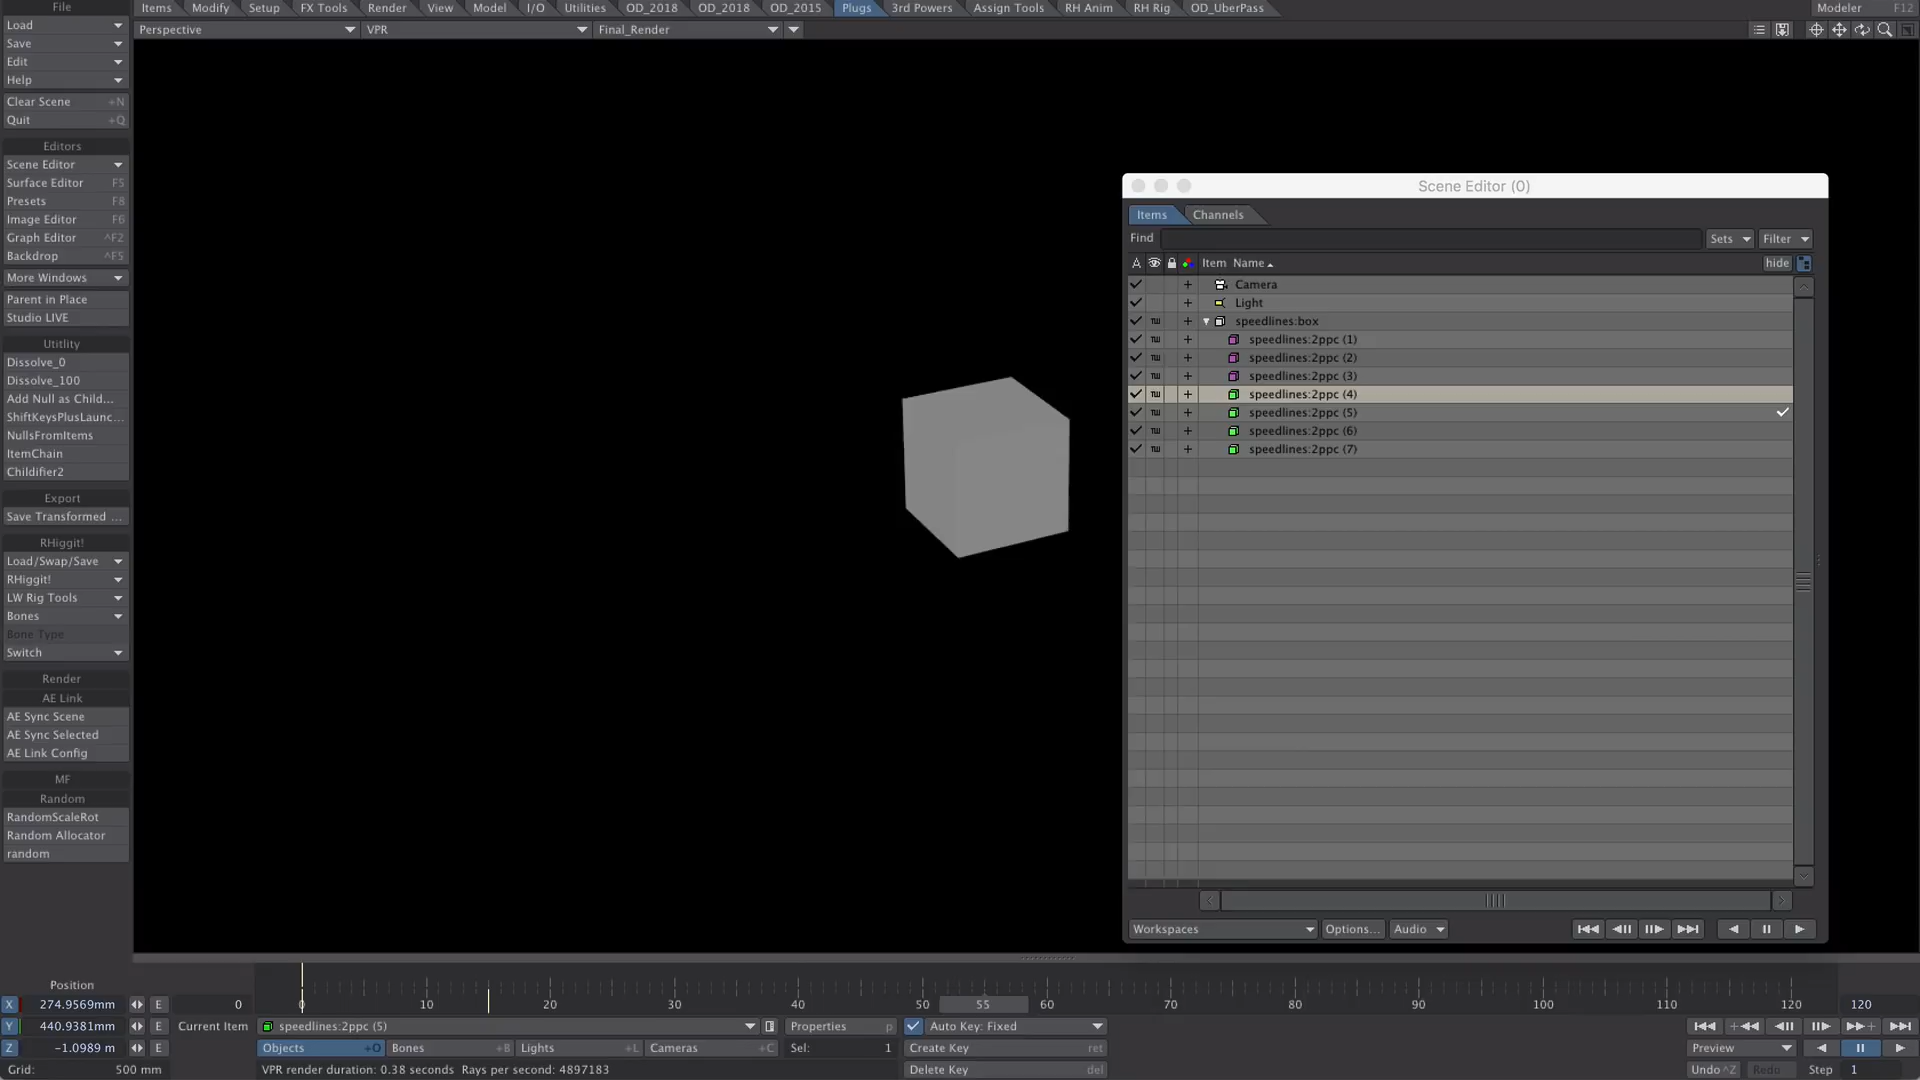 File Items Modify Setup FX Tools Render View Model I/O Utilities OD_2018 OD_2018 OD_2015 Plugs 3rd Powers Assign Tools RH Anim RH Rig OD_UberPass Modeler F12
Load Perspective VPR Final_Render
Save
Edit
Help
Clear Scene +N
Quit +Q
Editors
Scene Editor
Surface Editor F5
Presets F8
Image Editor F6
Graph Editor ^F2
Backdrop ^F5
More Windows
Parent in Place
Studio LIVE
Utitlity
Dissolve_0
Dissolve_100
Add Null as Child...
ShiftKeysPlusLaunc...
NullsFromItems
ItemChain
Childifier2
Export
Save Transformed ...
RHiggit!
Load/Swap/Save
RHiggit!
LW Rig Tools
Bones
Bone Type
Switch
Render
AE Link
AE Sync Scene
AE Sync Selected
AE Link Config
MF
Random
RandomScaleRot
Random Allocator
random
Scene Editor (0)
Items Channels
Find Sets Filter
A Item Name hide
+ Camera
+ Light
+ speedlines:box
+ speedlines:2ppc (1)
+ speedlines:2ppc (2)
+ speedlines:2ppc (3)
+ speedlines:2ppc (4)
+ speedlines:2ppc (5)
+ speedlines:2ppc (6)
+ speedlines:2ppc (7)
Workspaces Options... Audio
Position
X 274.9569mm E 0 0 10 20 30 40 50 55 60 70 80 90 100 110 120 120
Y 440.9381mm E Current Item speedlines:2ppc (5) Properties p Auto Key: Fixed
Z -1.0989 m E Objects +O Bones +B Lights +L Cameras +C Sel: 1 Create Key ret Preview
Grid: 500 mm VPR render duration: 0.38 seconds Rays per second: 4897183 Delete Key del Undo ^Z Redo Step 1